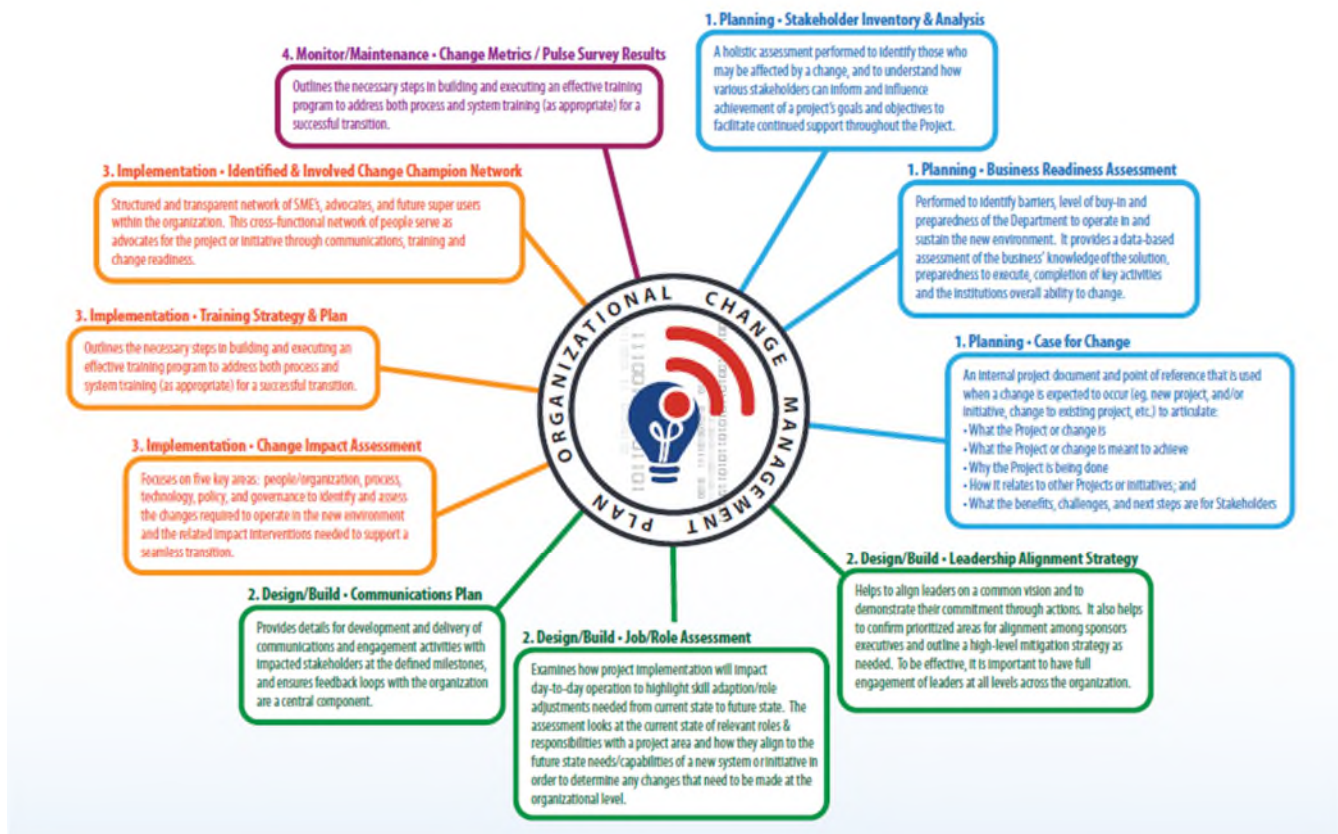 1. Planning • Stakeholder Inventory & Analysis
A holistic assessment performed to identify those who
may be affected by a change, and to understand how
various stakeholders can inform and influence
achievement of a project's goals and objectives to
facilitate continued support throughout the Project.
1. Planning • Business Readiness Assessment
Performed to identify barriers, level of buy-in and
preparedness of the Department to operate in and
sustain the new environment. It provides a data-based
assessment of the business' knowledge of the solution,
preparedness to execute, completion of key activities
and the institutions overall ability to change.
1. Planning • Case for Change
An internal project document and point of reference that is used
when a change is expected to occur (eg, new project, and/or
initiative, change to existing project, etc.) to articulate:
• What the Project or change is
• What the Project or change is meant to achieve
• Why the Project is being done
• How it relates to other Projects or initiatives; and
• What the benefits, challenges, and next steps are for Stakeholders
2. Design/Build • Leadership Alignment Strategy
Helps to align leaders on a common vision and to
demonstrate their commitment through actions. It also helps
to confirm prioritized areas for alignment among sponsors
executives and outline a high-level mitigation strategy as
needed. To be effective, it is important to have full
engagement of leaders at all levels across the organization.
2. Design/Build • Job/Role Assessment
Examines how project implementation will impact
day-to-day operation to highlight skill adaption/role
adjustments needed from current state to future state. The
assessment looks at the current state of relevant roles &
responsibilities with a project area and how they align to the
future state needs/capabilities of a new system or initiative in
order to determine any changes that need to be made at the
organizational level.
2. Design/Build • Communications Plan
Provides details for development and delivery of
communications and engagement activities with
impacted stakeholders at the defined milestones,
and ensures feedback loops with the organization
are a central component.
3. Implementation • Change Impact Assessment
Focuses on five key areas: people/organization, process,
technology, policy, and governance to identify and assess
the changes required to operate in the new environment
and the related impact interventions needed to support a
seamless transition.
3. Implementation • Training Strategy & Plan
Outlines the necessary steps in building and executing an
effective training program to address both process and
system training (as appropriate) for a successful transition.
3. Implementation • Identified & Involved Change Champion Network
Structured and transparent network of SME's, advocates, and future super users
within the organization. This cross-functional network of people serve as
advocates for the project or initiative through communications, training and
change readiness.
4. Monitor/Maintenance • Change Metrics / Pulse Survey Results
Outlines the necessary steps in building and executing an effective training
program to address both process and system training (as appropriate) for a
successful transition.
ORGANIZATIONAL CHANGE MANAGEMENT PLAN